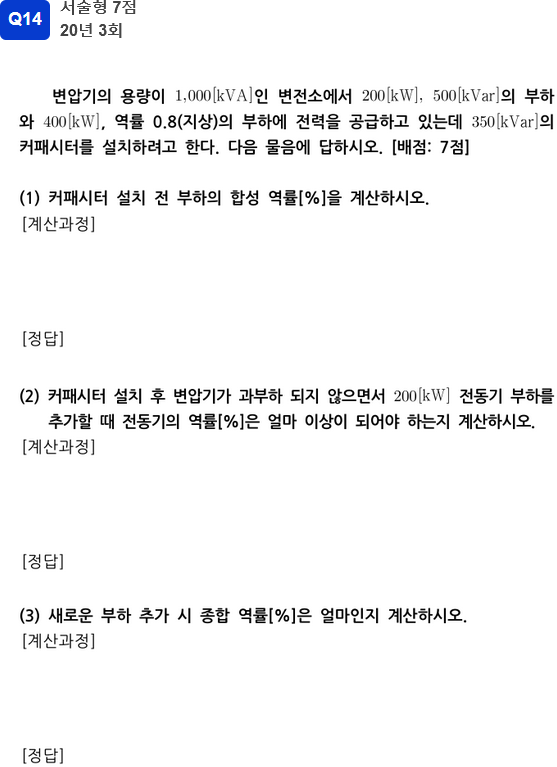 Q14
서술형 7점
20년 3회
변압기의 용량이 1,000[kVA]인 변전소에서 200[kW], 500[kVar]의 부하
와 400[kW], 역률 0.8(지상)의 부하에 전력을 공급하고 있는데 350[kVar]의
커패시터를 설치하려고 한다. 다음 물음에 답하시오. [배점: 7점]
(1) 커패시터 설치 전 부하의 합성 역률[%]을 계산하시오.
[계산과정]
[정답]
(2) 커패시터 설치 후 변압기가 과부하 되지 않으면서 200[kW] 전동기 부하를
추가할 때 전동기의 역률[%]은 얼마 이상이 되어야 하는지 계산하시오.
[계산과정]
[정답]
(3) 새로운 부하 추가 시 종합 역률[%]은 얼마인지 계산하시오.
[계산과정]
[정답]